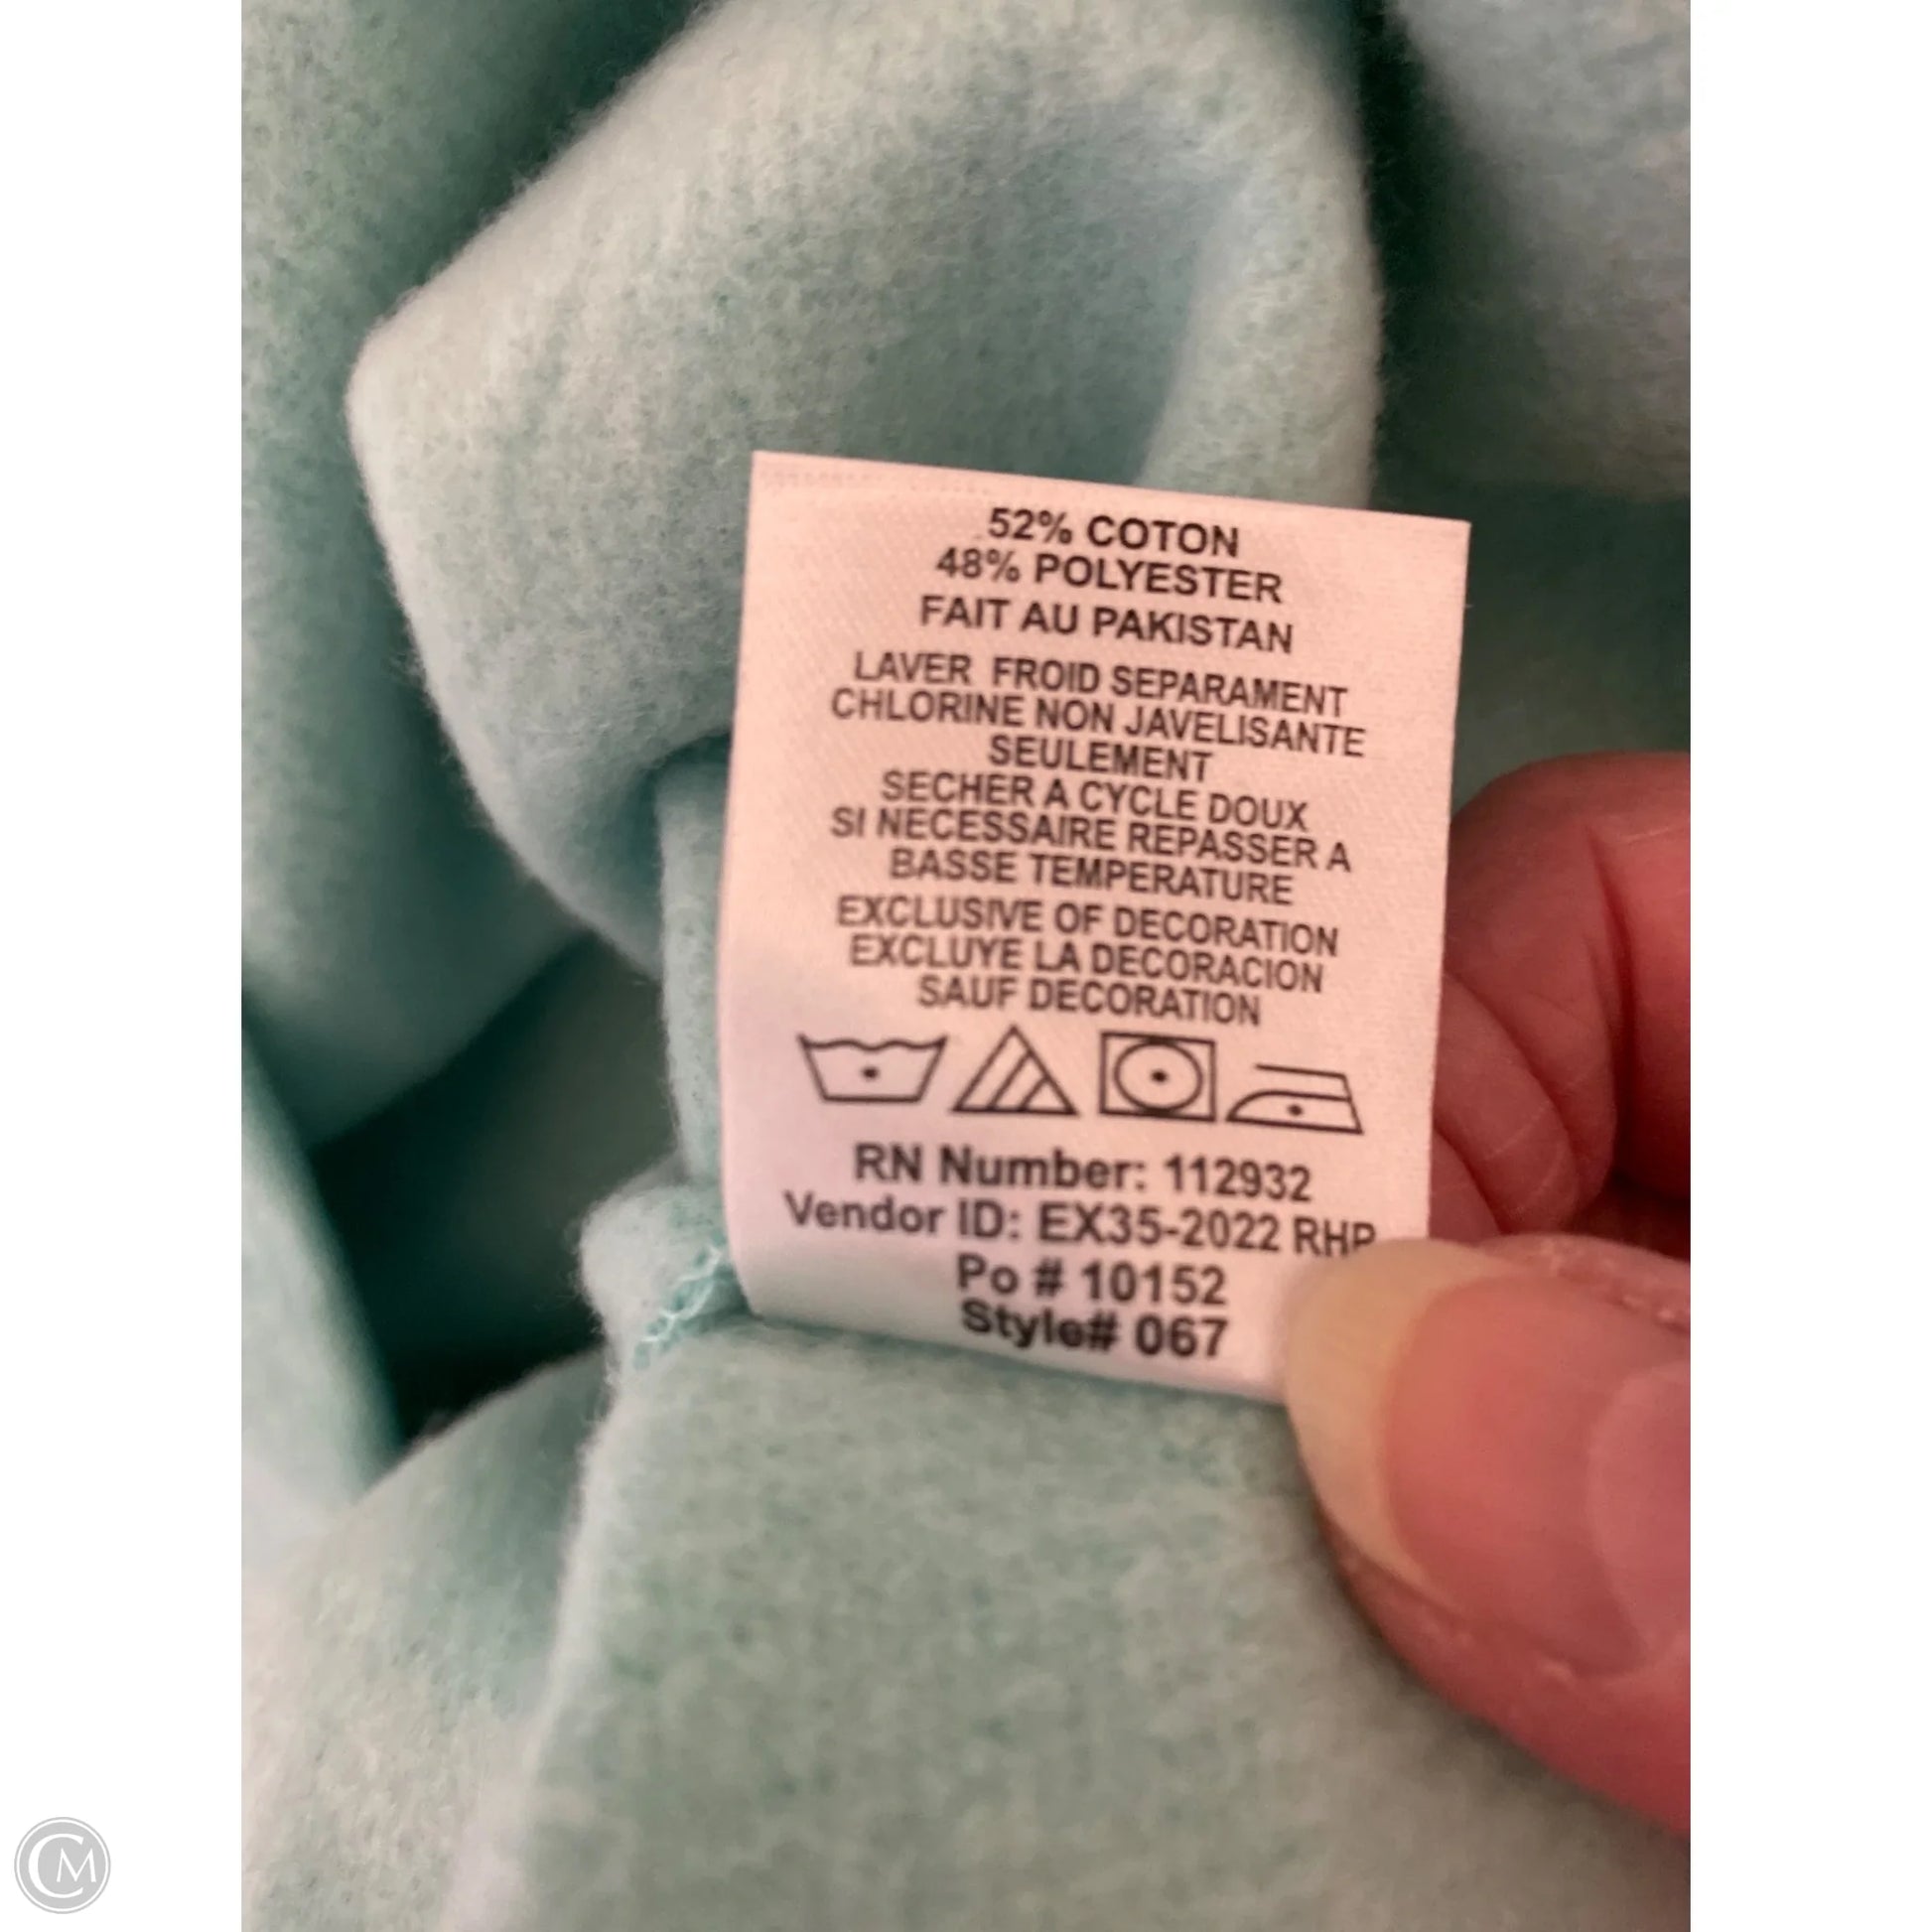 52% COTON
48% POLYESTER
FAIT AU PAKISTAN
LAVER FROID SEPARAMENT
CHLORINE NON JAVELISANTE
SEULEMENT
SECHER A CYCLE DOUX
SI NECESSAIRE REPASSER A
BASSE TEMPERATURE
EXCLUSIVE OF DECORATION
EXCLUYE LA DECORACION
SAUF DECORATION
RN Number: 112932
Vendor ID: EX35-2022 RHP
Po # 10152
Style# 067
CM